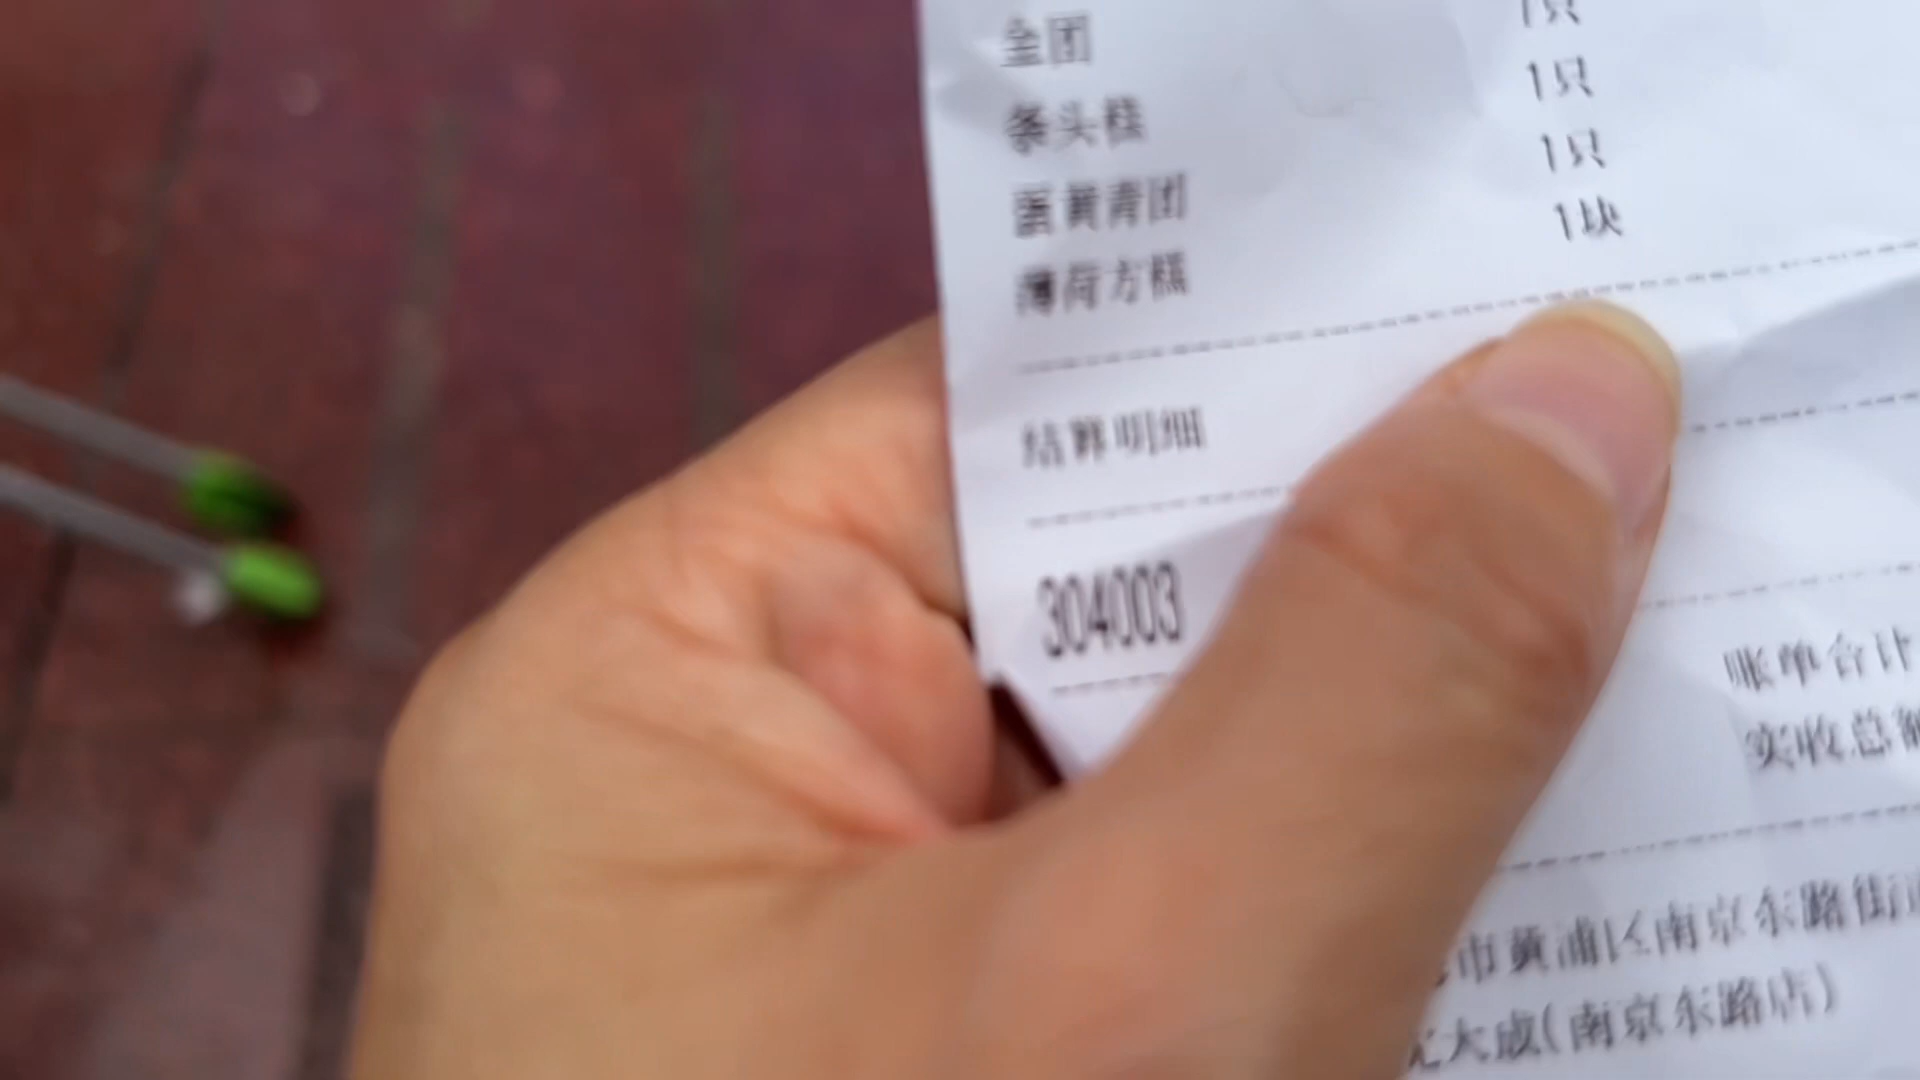 金团 1只
条头糕 1只
蛋黄青团 1只
薄荷方糕 1块
结算明细
304003
账单合计
实收总额
市黄浦区南京东路街道
大成(南京东路店)